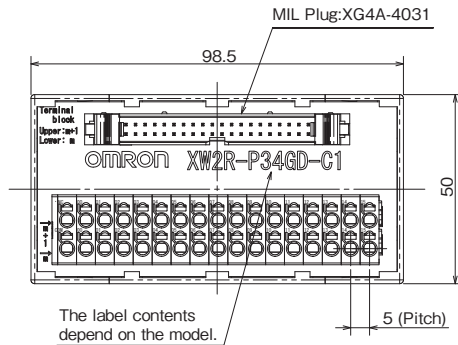 MIL Plug:XG4A-4031
98.5
Terminal
block
Upper:m+1
Lower: m
OMRON XW2R-P34GD-C1
50
m
+
1
m
The label contents
depend on the model.
5 (Pitch)